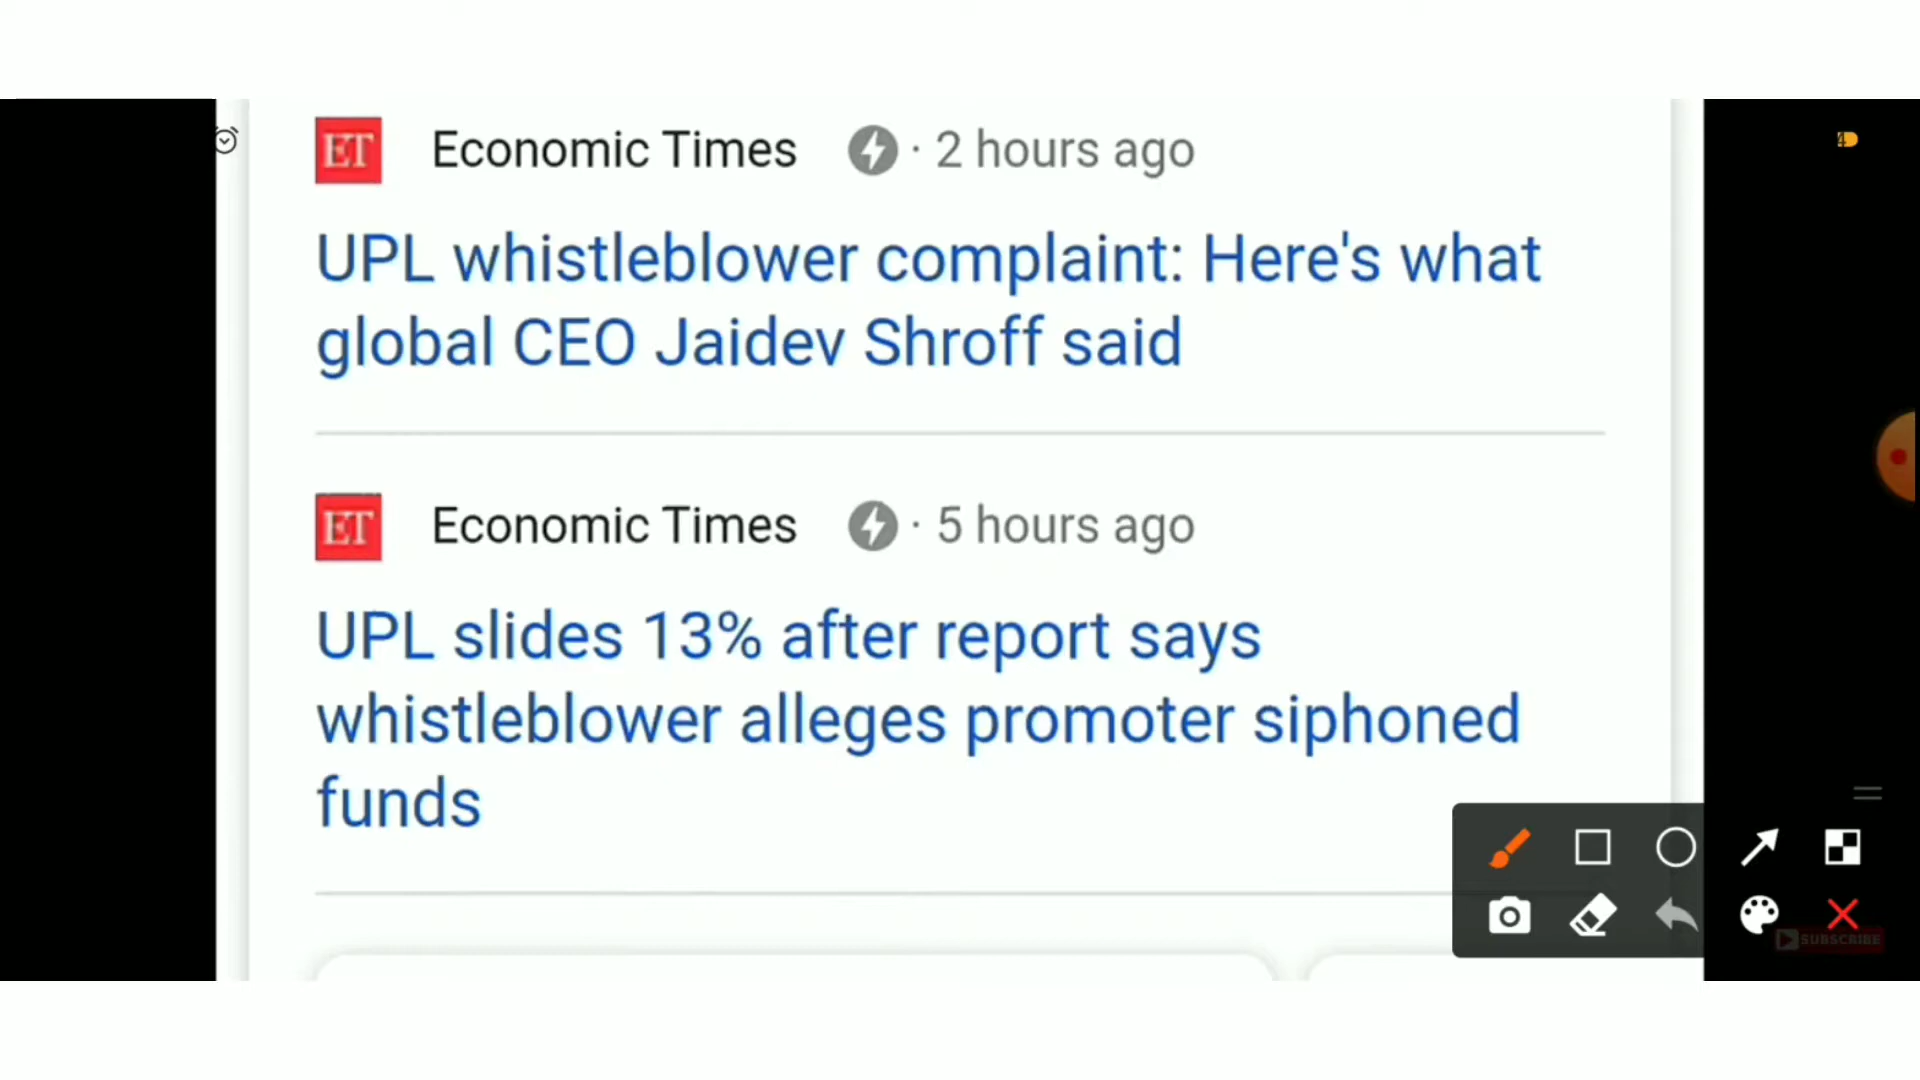 ET Economic Times · 2 hours ago
UPL whistleblower complaint: Here's what
global CEO Jaidev Shroff said
ET Economic Times · 5 hours ago
UPL slides 13% after report says
whistleblower alleges promoter siphoned
funds
SUBSCRIBE